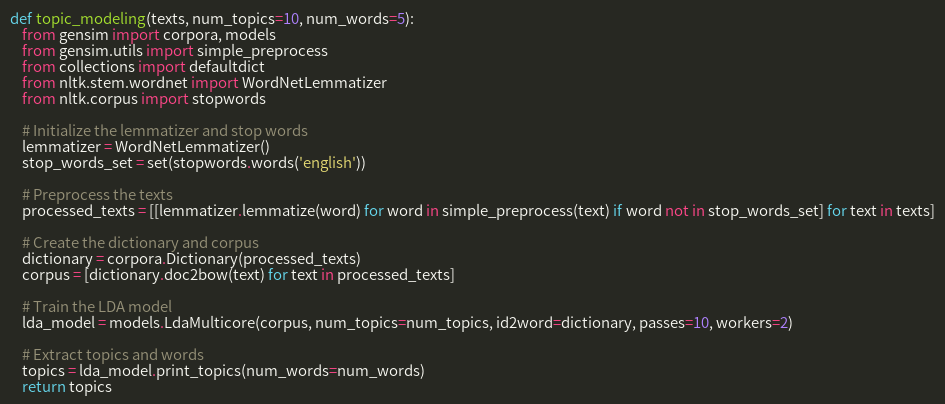 def topic_modeling(texts, num_topics=10, num_words=5):
from gensim import corpora, models
from gensim.utils import simple_preprocess
from collections import defaultdict
from nltk.stem.wordnet import WordNetLemmatizer
from nltk.corpus import stopwords
# Initialize the lemmatizer and stop words
lemmatizer = WordNetLemmatizer()
stop_words_set = set(stopwords.words('english'))
# Preprocess the texts
processed_texts = [[lemmatizer.lemmatize(word) for word in simple_preprocess(text) if word not in stop_words_set] for text in texts]
# Create the dictionary and corpus
dictionary = corpora.Dictionary(processed_texts)
corpus = [dictionary.doc2bow(text) for text in processed_texts]
# Train the LDA model
lda_model = models.LdaMulticore(corpus, num_topics=num_topics, id2word=dictionary, passes=10, workers=2)
# Extract topics and words
topics = lda_model.print_topics(num_words=num_words)
return topics